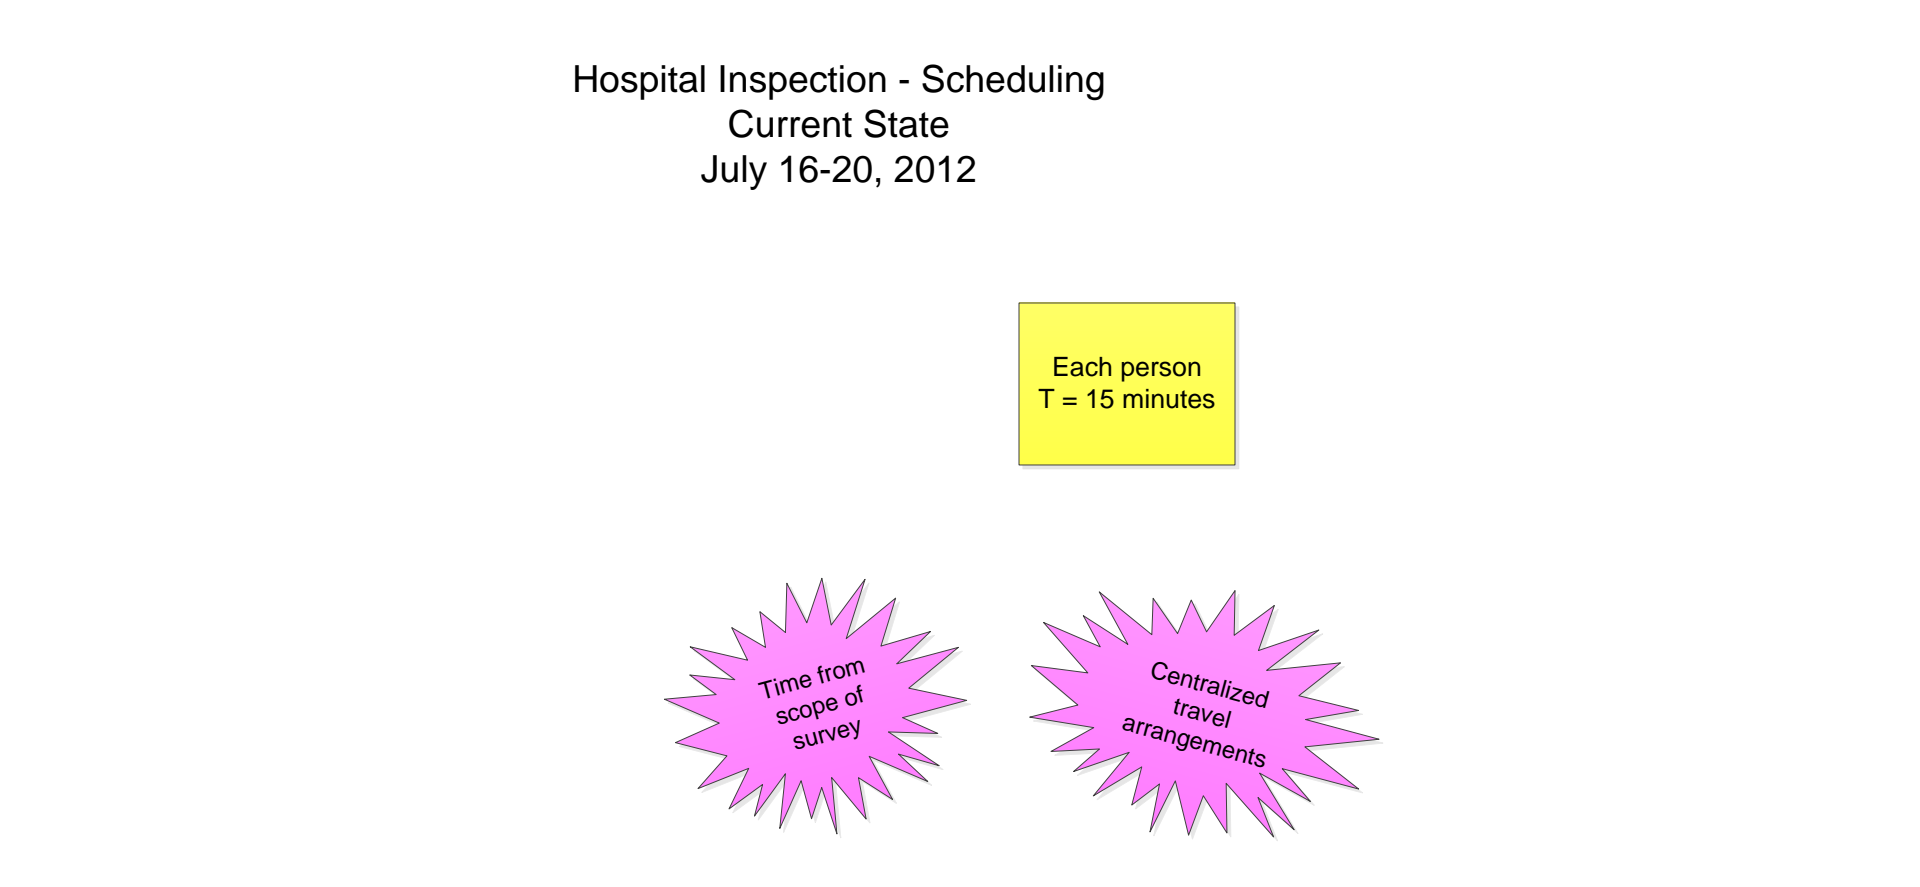 Hospital Inspection - Scheduling
Current State
July 16-20, 2012
Each person
T = 15 minutes
Time from
scope of
survey
Centralized
travel
arrangements